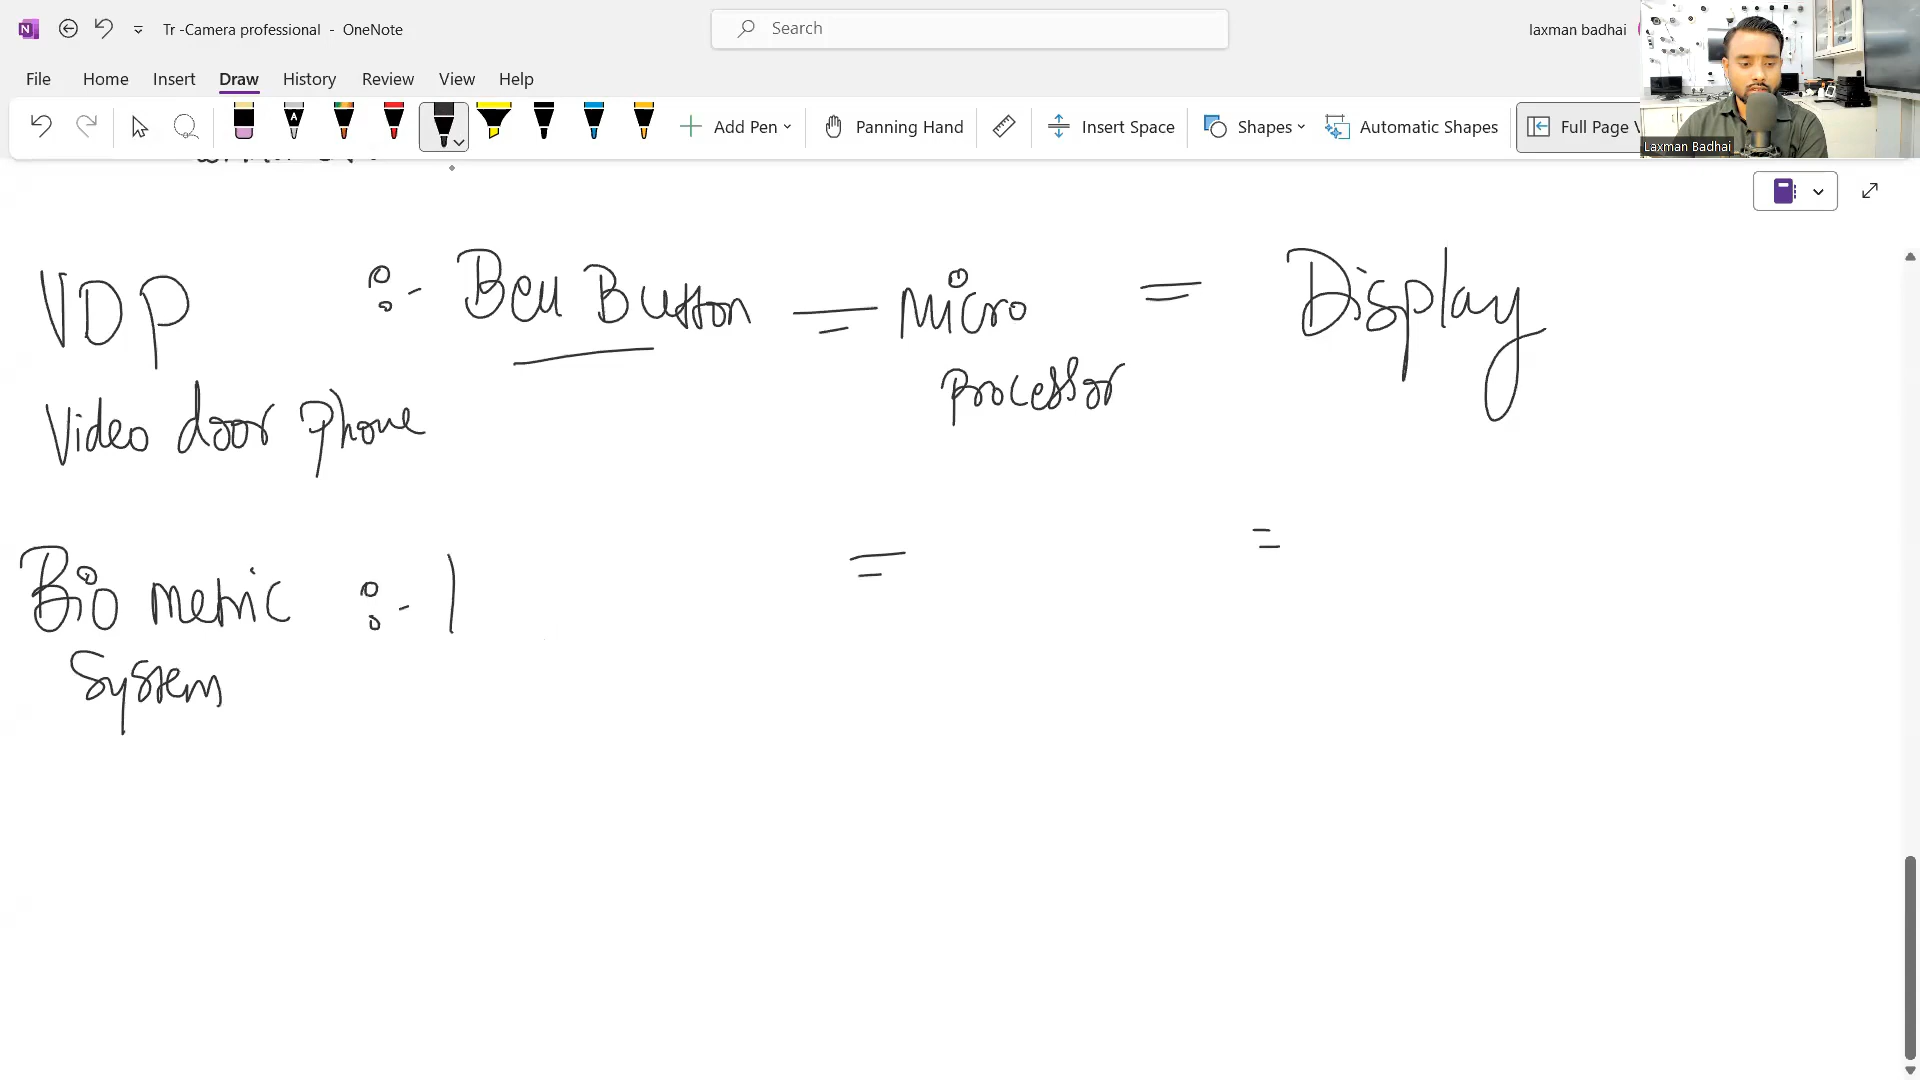 Tr -Camera professional - OneNote
Search
laxman badhai
File Home Insert Draw History Review View Help
Add Pen Panning Hand Insert Space Shapes Automatic Shapes Full Page V
Laxman Badhai
VDP :- Bell Button = Micro = Display
Processor
Video door Phone
Bio metric :- | = =
System